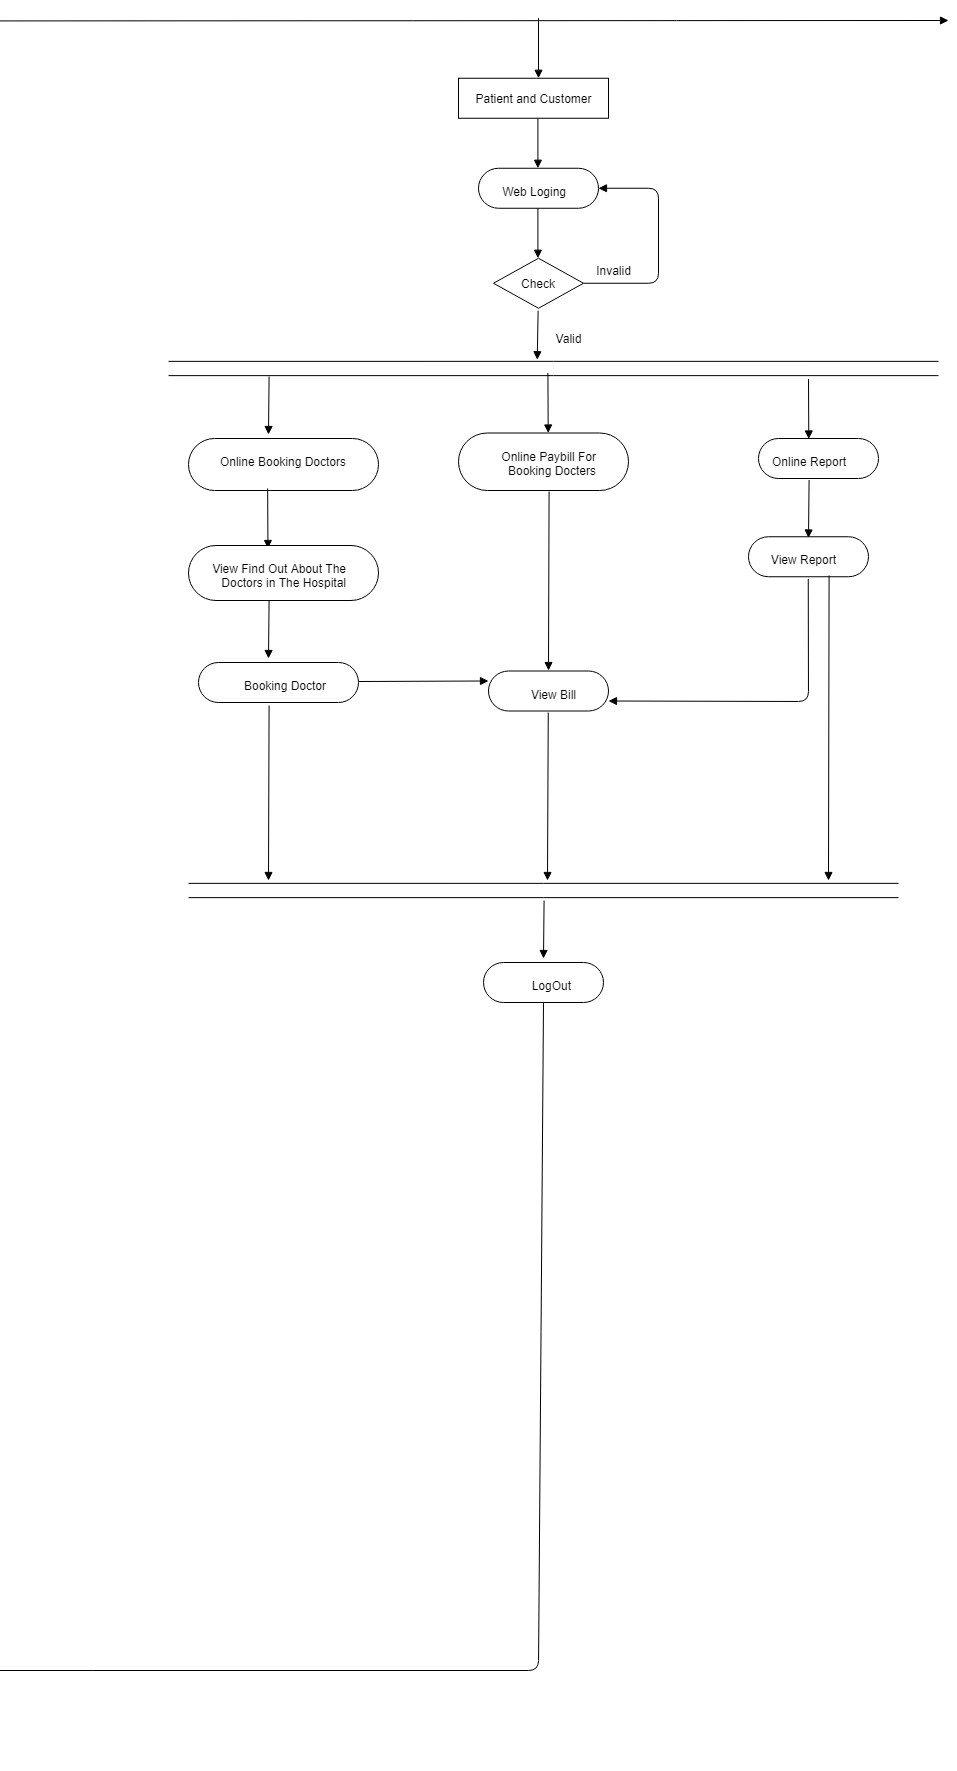 Patient and Customer
Web Loging
Check
Invalid
Valid
Online Booking Doctors
Online Paybill For
Booking Docters
Online Report
View Find Out About The
Doctors in The Hospital
View Report
Booking Doctor
View Bill
LogOut